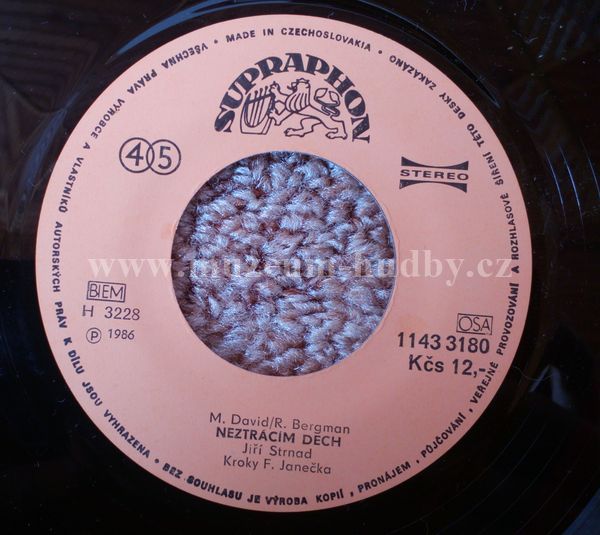 VŠECHNA PRÁVA VÝROBCE A VLASTNÍKŮ AUTORSKÝCH PRÁV K DÍLU JSOU VYHRAZENA • BEZ SOUHLASU JE VÝROBA KOPIÍ, PRONÁJEM, PŮJČOVÁNÍ, VEŘEJNÉ PROVOZOVÁNÍ A ROZHLASOVÉ ŠÍŘENÍ TÉTO DESKY ZAKÁZÁNO • MADE IN CZECHOSLOVAKIA •
SUPRAPHON
45
STEREO
www.muzeum-hudby.cz
BIEM
H 3228
Ⓟ 1986
OSA
1143 3180
Kčs 12,-
M. David/R. Bergman
NEZTRÁCÍM DECH
Jiří Strnad
Kroky F. Janečka